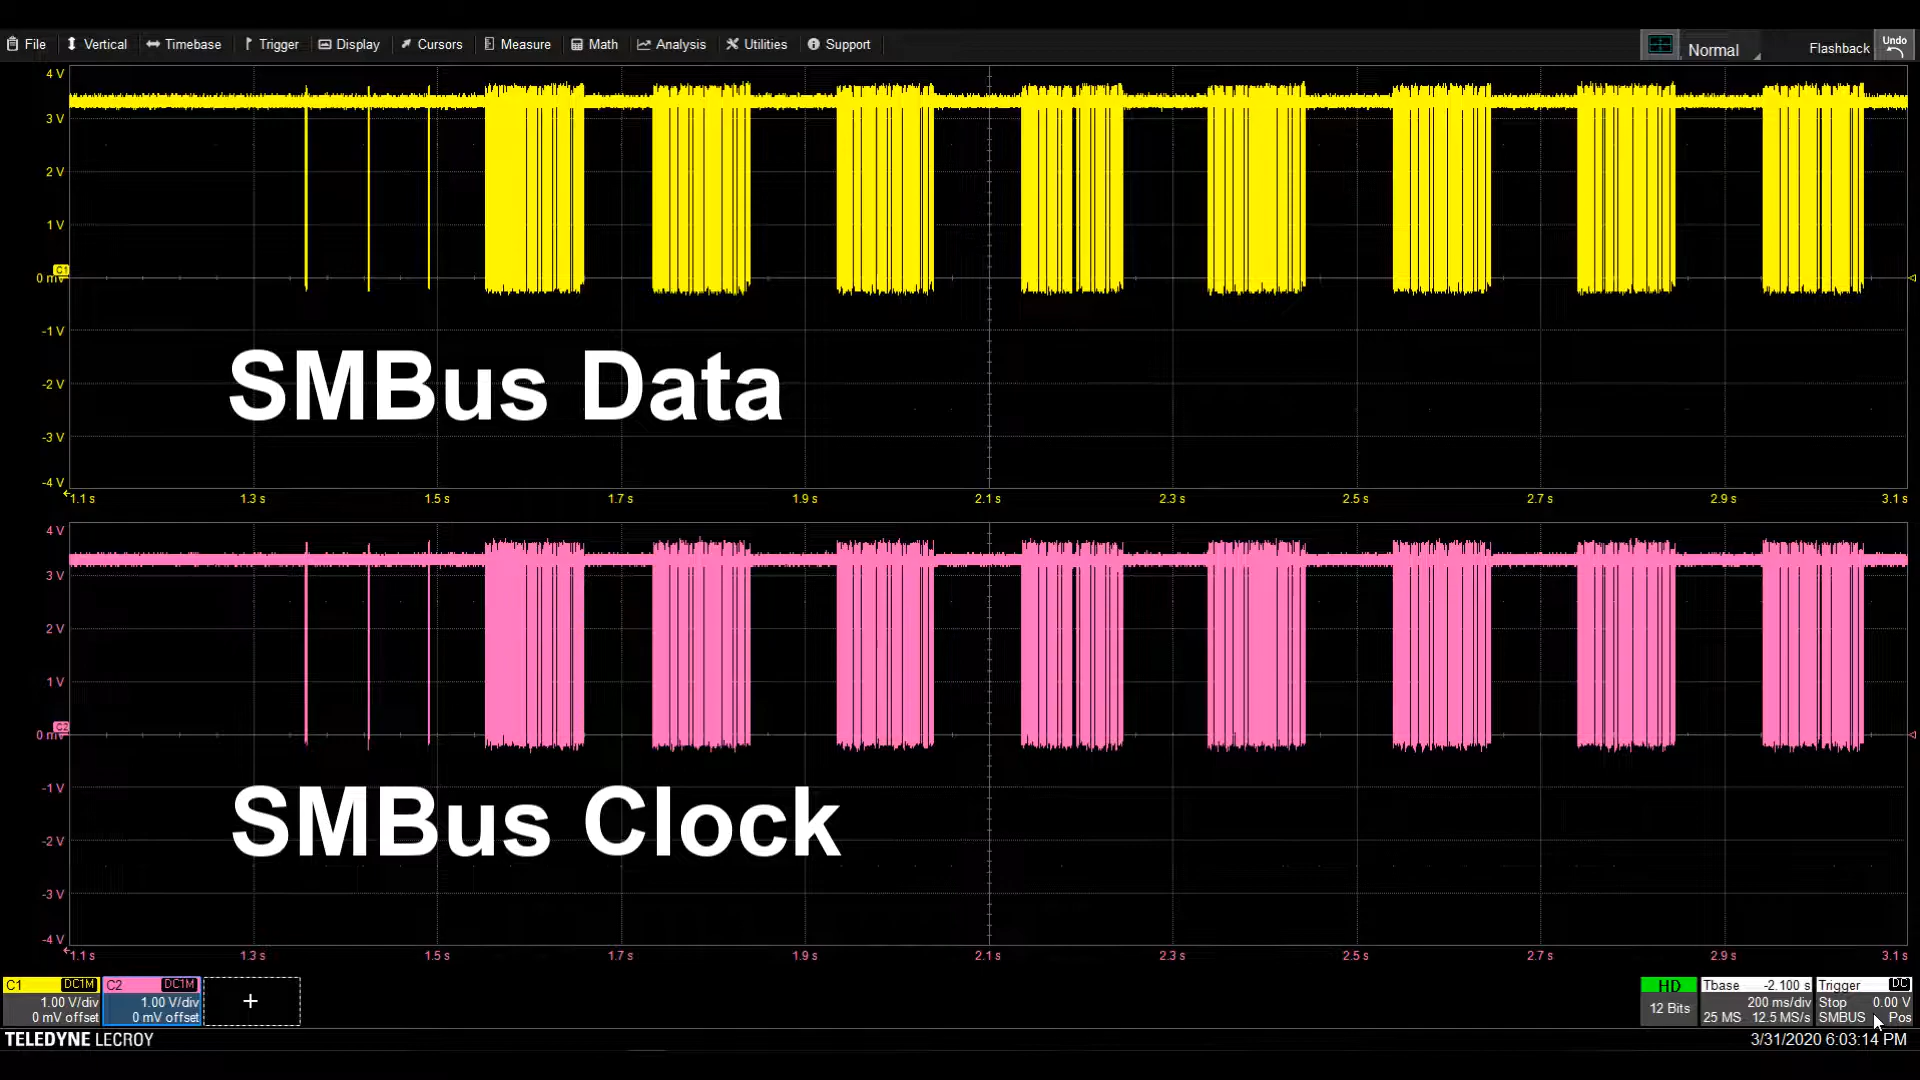 File Vertical Timebase Trigger Display Cursors Measure Math Analysis Utilities Support Normal Flashback Undo
4 V
3 V
2 V
1 V
C1
0 mV
-1 V
-2 V
-3 V
-4 V
SMBus Data
1.1 s 1.3 s 1.5 s 1.7 s 1.9 s 2.1 s 2.3 s 2.5 s 2.7 s 2.9 s 3.1 s
4 V
3 V
2 V
1 V
C2
0 mV
-1 V
-2 V
-3 V
-4 V
SMBus Clock
1.1 s 1.3 s 1.5 s 1.7 s 1.9 s 2.1 s 2.3 s 2.5 s 2.7 s 2.9 s 3.1 s
C1 DC1M
1.00 V/div
0 mV offset
C2 DC1M
1.00 V/div
0 mV offset
+
HD
12 Bits
Tbase -2.100 s
200 ms/div
25 MS 12.5 MS/s
Trigger DC
Stop 0.00 V
SMBUS Pos
TELEDYNE LECROY
3/31/2020 6:03:14 PM